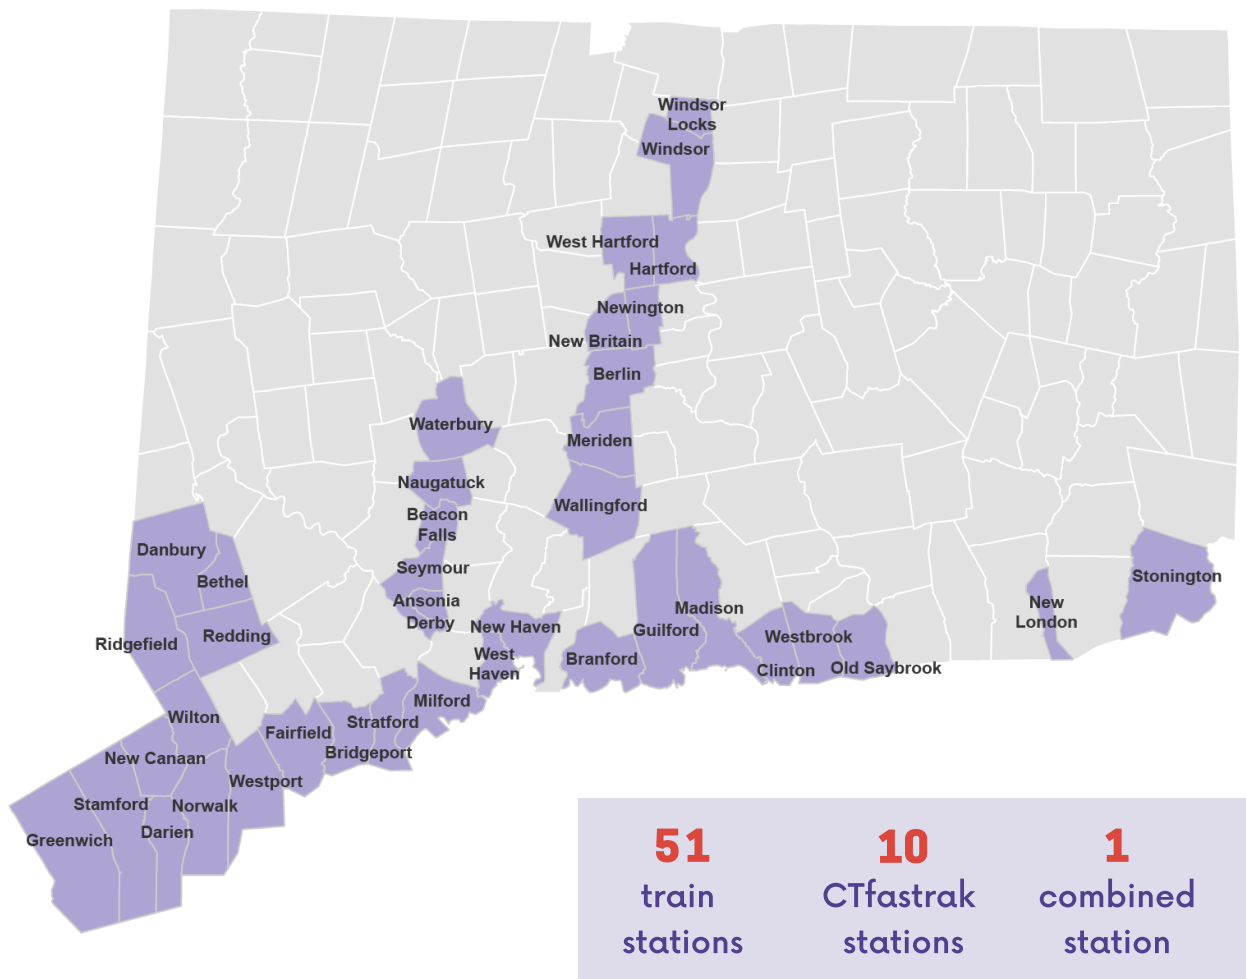 Windsor
Locks
Windsor
West Hartford
Hartford
Newington
New Britain
Berlin
Waterbury
Meriden
Naugatuck
Wallingford
Beacon
Falls
Danbury
Seymour
Stonington
Bethel
Ansonia
New
London
Madison
Derby
New Haven
Guilford
Redding
Westbrook
Ridgefield
West
Haven
Branford
Clinton
Old Saybrook
Milford
Wilton
Stratford
Fairfield
Bridgeport
New Canaan
Westport
Stamford
Norwalk
Darien
Greenwich
51
train
stations
10
CTfastrak
stations
1
combined
station